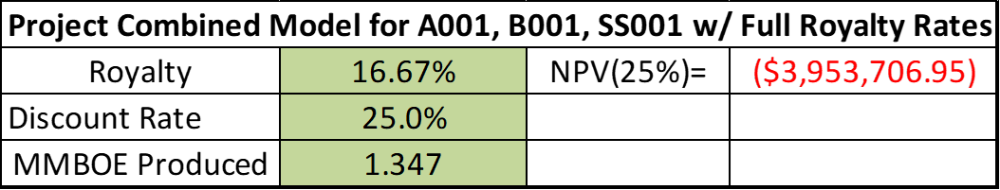 Project Combined Model for A001, B001, SS001 w/ Full Royalty Rates
Royalty 16.67% NPV(25%)= ($3,953,706.95)
Discount Rate 25.0%
MMBOE Produced 1.347